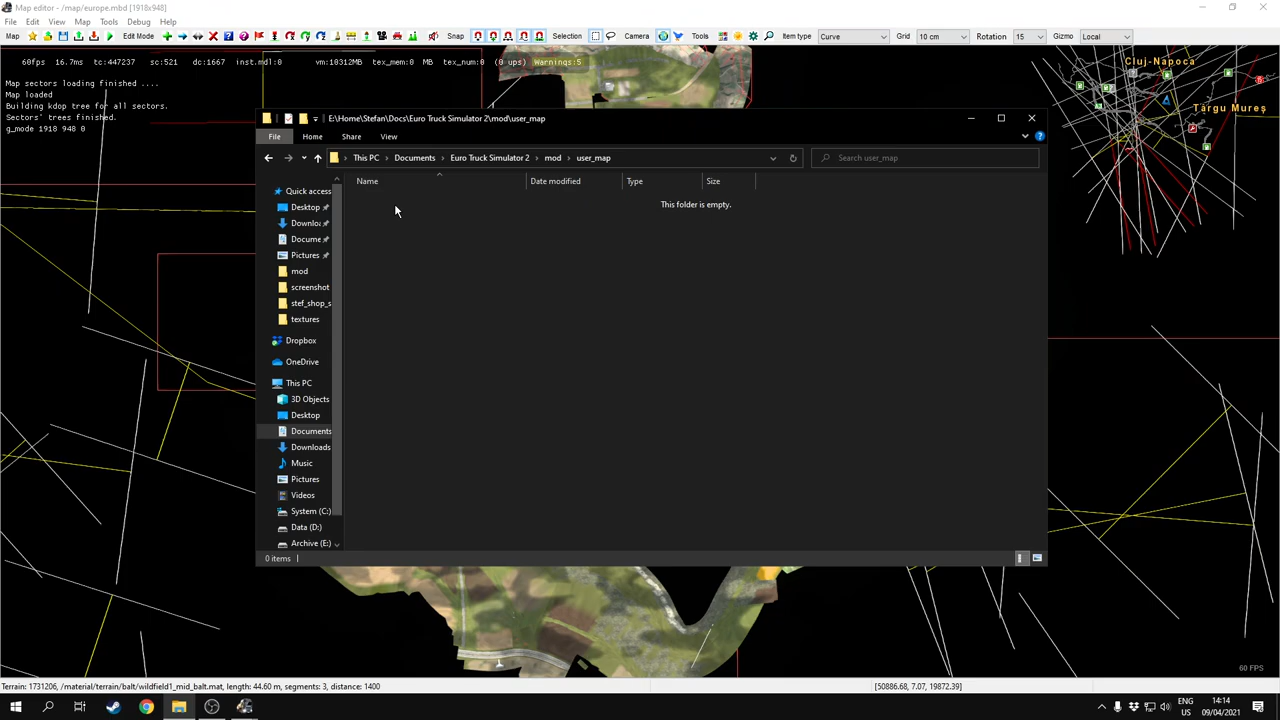 Map editor - /map/europe.mbd [1918x948]
File Edit View Map Tools Debug Help
Map Edit Mode Snap Selection Camera Tools Item type Curve Grid 10 cm Rotation 15 Gizmo Local
60fps 16.7ms tc:447237 sc:521 dc:1667 inst.mdl:0 vm:10312MB tex_mem:0 MB tex_num:0 (0 ups) Warnings:5
Map sectors loading finished ....
Map loaded
Building kdop tree for all sectors.
Sectors' trees finished.
g_mode 1918 948 0
Cluj-Napoca
Târgu Mureș
E:\Home\Stefan\Docs\Euro Truck Simulator 2\mod\user_map
File Home Share View
This PC Documents Euro Truck Simulator 2 mod user_map Search user_map
Name Date modified Type Size
This folder is empty.
Quick access
Desktop
Downloa
Docume
Pictures
mod
screenshot
stef_shop_s
textures
Dropbox
OneDrive
This PC
3D Objects
Desktop
Documents
Downloads
Music
Pictures
Videos
System (C:)
Data (D:)
Archive (E:)
0 items
60 FPS
Terrain: 1731206, /material/terrain/balt/wildfield1_mid_balt.mat, length: 44.60 m, segments: 3, distance: 1400 [50886.68, 7.07, 19872.39]
ENG
US
14:14
09/04/2021